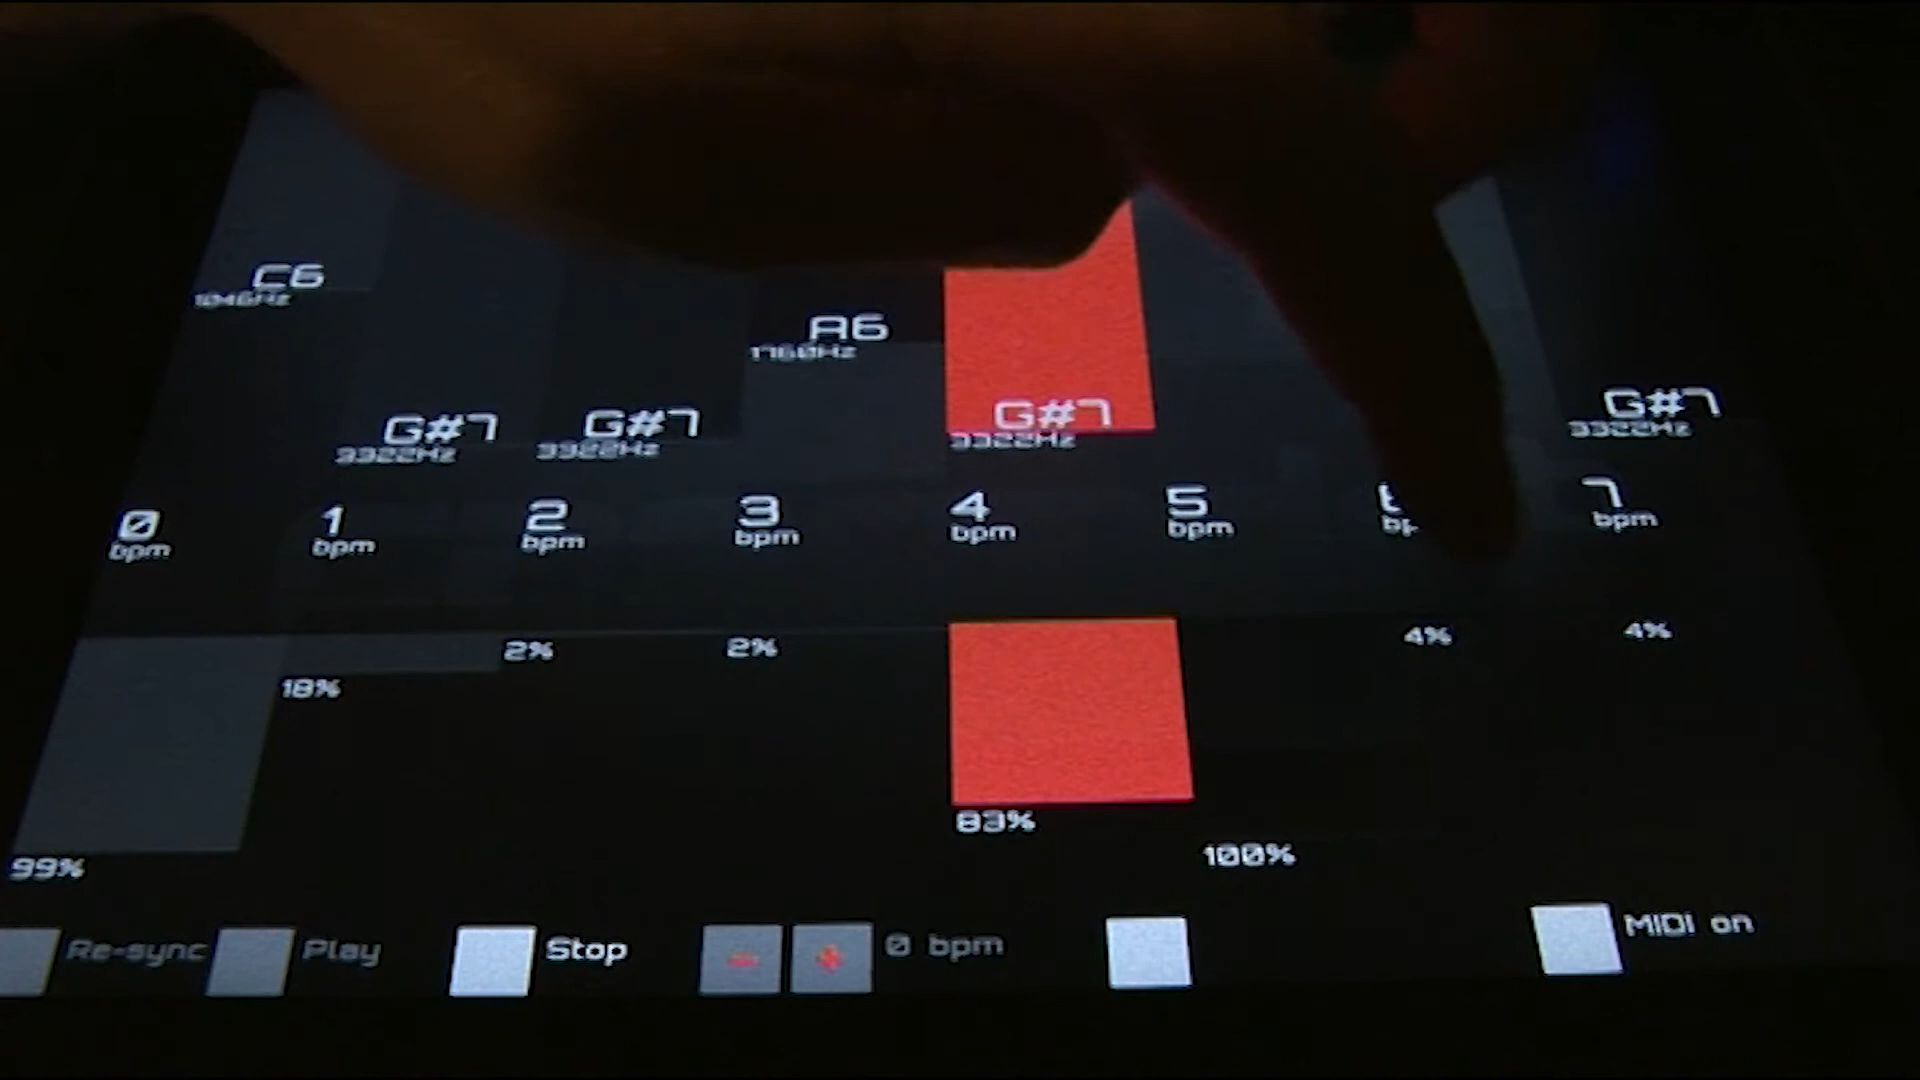 C6
1046Hz
A6
1760Hz
G#7
3322Hz
G#7
3322Hz
G#7
3322Hz
G#7
3322Hz
0
bpm
1
bpm
2
bpm
3
bpm
4
bpm
5
bpm
7
bpm
2%
2%
4%
4%
18%
83%
100%
99%
Re-sync
Play
Stop
- +
0 bpm
MIDI on